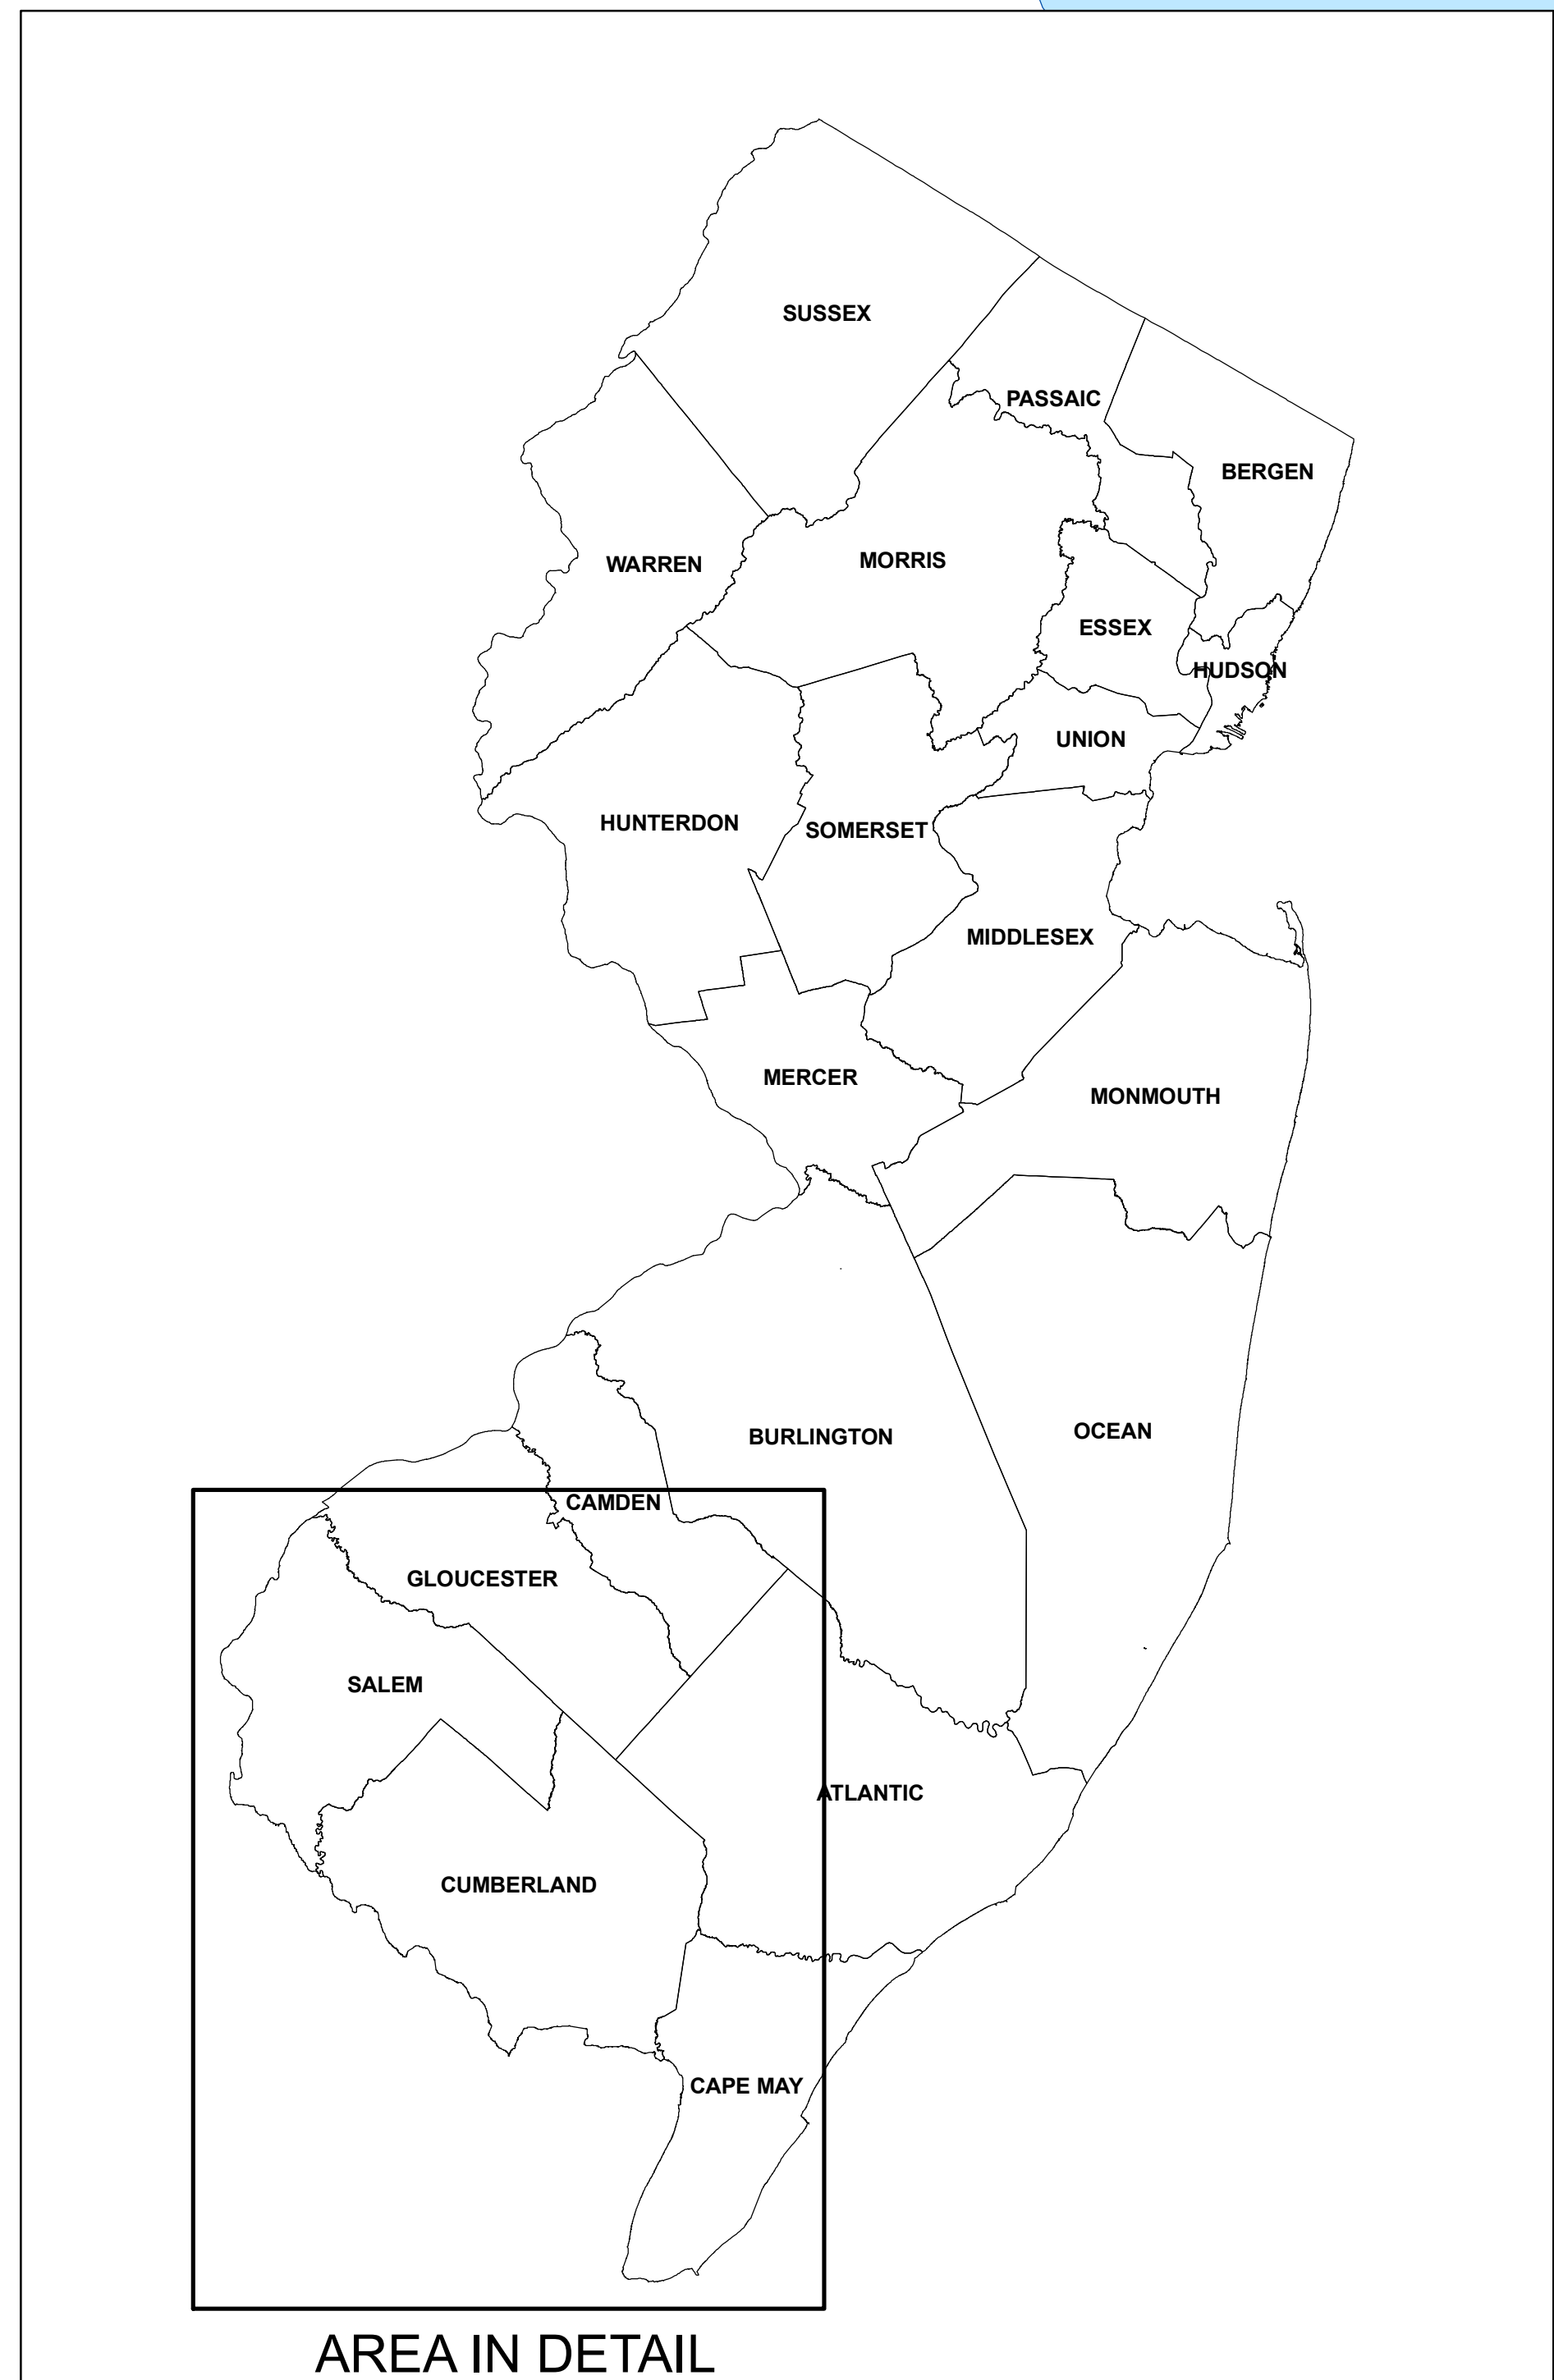 SUSSEX
PASSAIC
BERGEN
WARREN
MORRIS
ESSEX
HUDSON
UNION
HUNTERDON
SOMERSET
MIDDLESEX
MERCER
MONMOUTH
BURLINGTON
OCEAN
CAMDEN
GLOUCESTER
SALEM
ATLANTIC
CUMBERLAND
CAPE MAY
AREA IN DETAIL